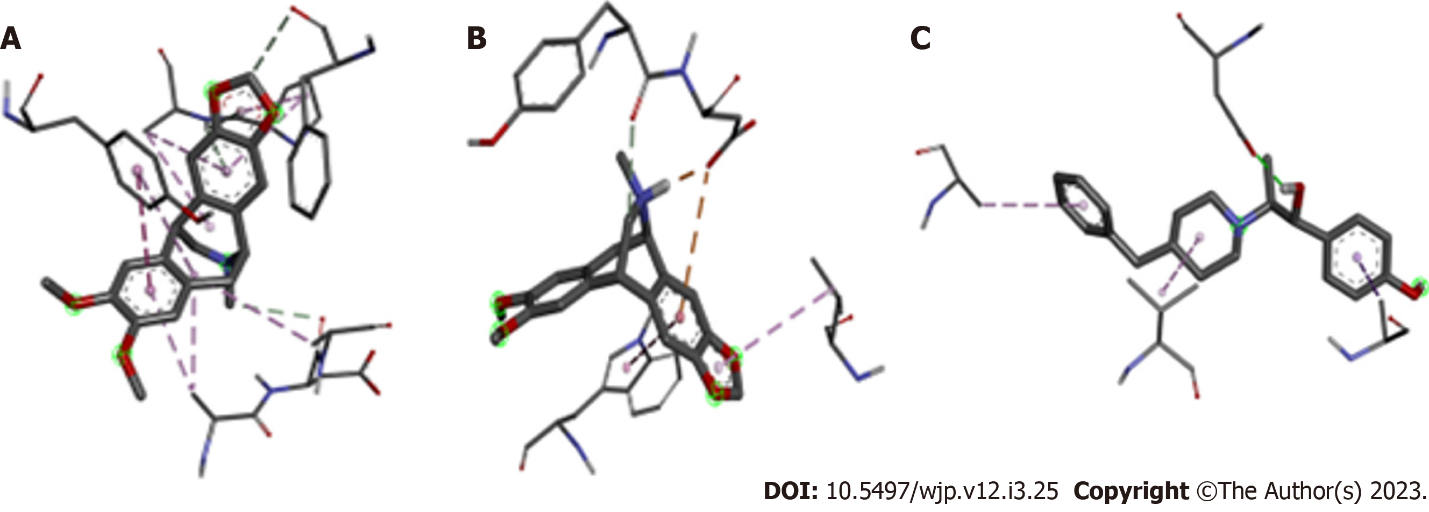 A
B
C
DOI: 10.5497/wjp.v12.i3.25 Copyright ©The Author(s) 2023.